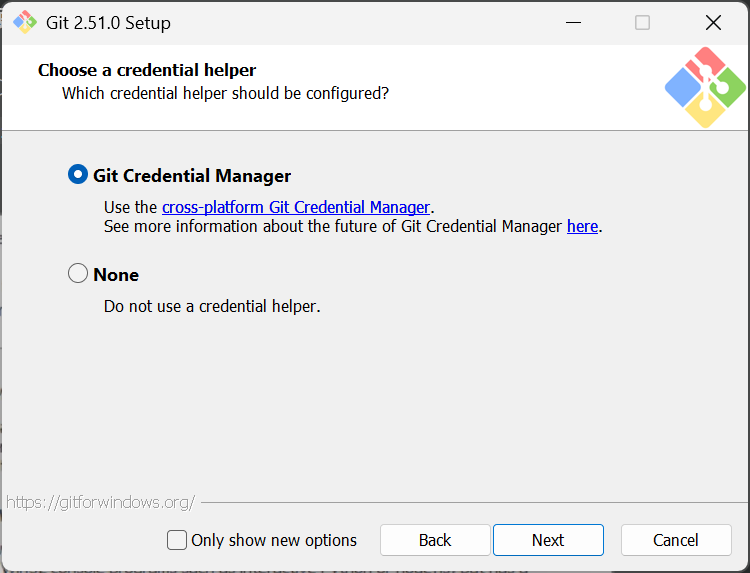 Git 2.51.0 Setup
Choose a credential helper
Which credential helper should be configured?
Git Credential Manager
Use the cross-platform Git Credential Manager.
See more information about the future of Git Credential Manager here.
None
Do not use a credential helper.
https://gitforwindows.org/
Only show new options
Back
Next
Cancel